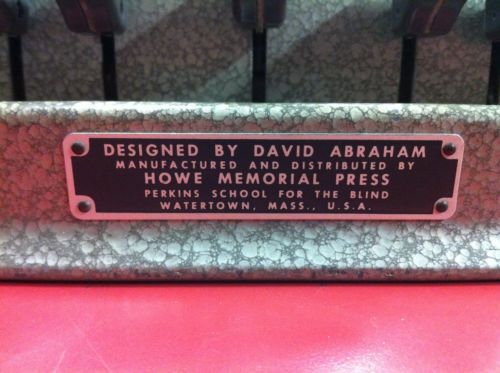 DESIGNED BY DAVID ABRAHAM
MANUFACTURED AND DISTRIBUTED BY
HOWE MEMORIAL PRESS
PERKINS SCHOOL FOR THE BLIND
WATERTOWN, MASS., U.S.A.